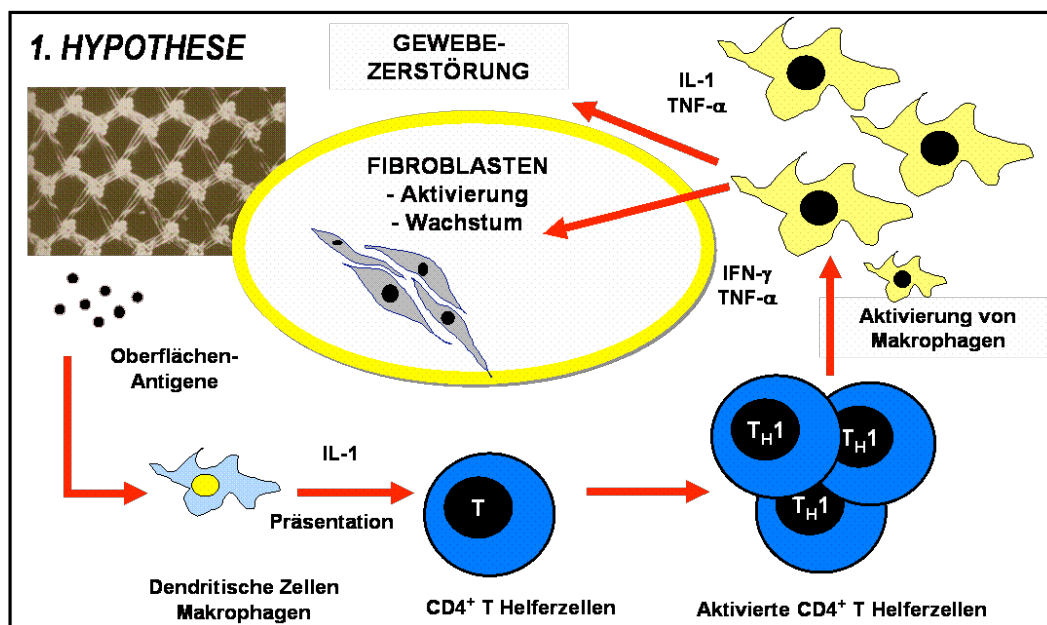 1. HYPOTHESE
GEWEBE-
ZERSTÖRUNG
IL-1
TNF-α
FIBROBLASTEN
- Aktivierung
- Wachstum
IFN-γ
TNF-α
Aktivierung von
Makrophagen
Oberflächen-
Antigene
IL-1
Präsentation
T
TH1
TH1
TH1
Dendritische Zellen
Makrophagen
CD4+ T Helferzellen
Aktivierte CD4+ T Helferzellen